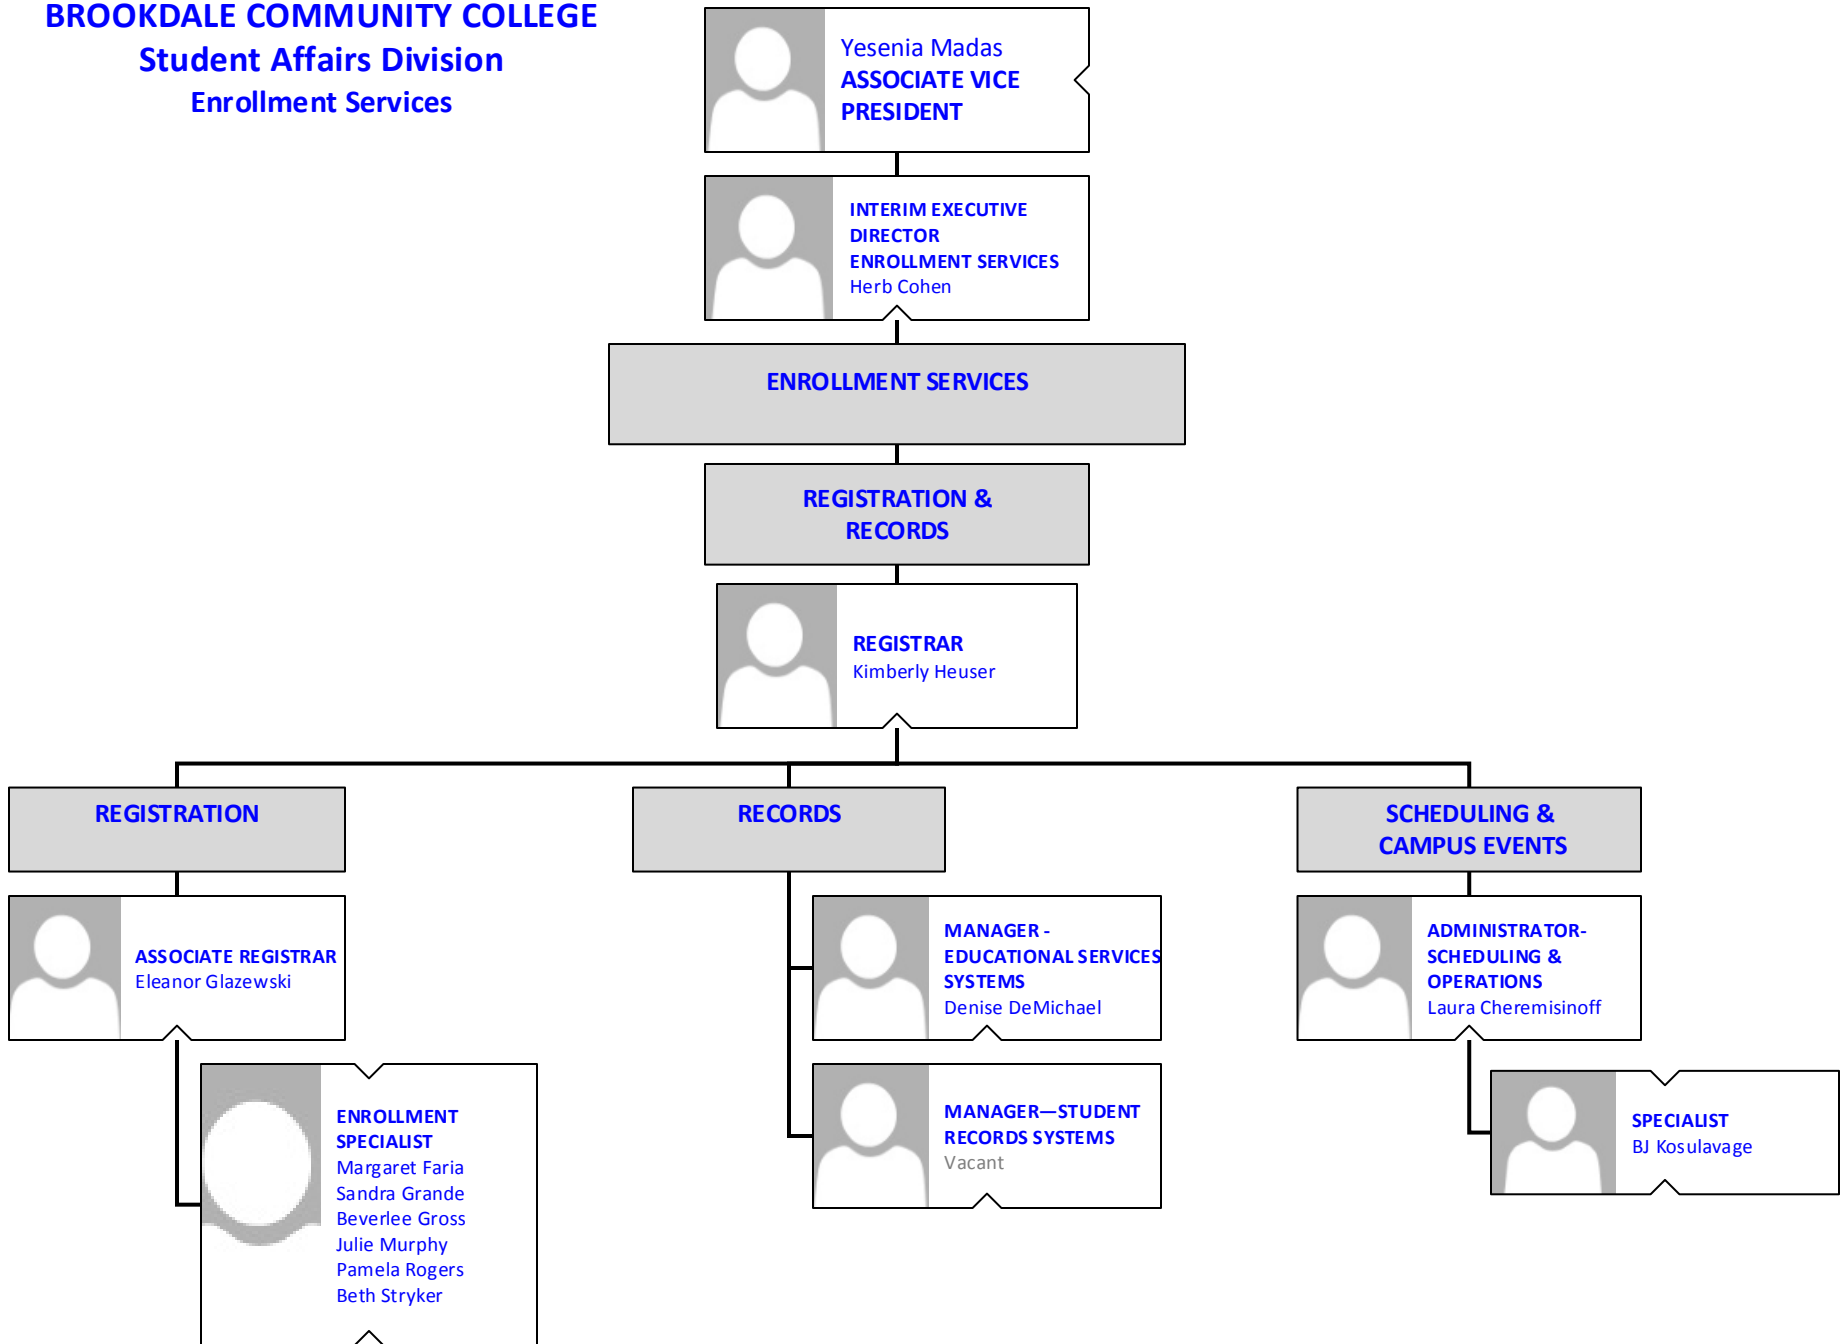 BROOKDALE COMMUNITY COLLEGE
Student Affairs Division
Enrollment Services
Yesenia Madas
ASSOCIATE VICE
PRESIDENT
INTERIM EXECUTIVE
DIRECTOR
ENROLLMENT SERVICES
Herb Cohen
ENROLLMENT SERVICES
REGISTRATION &
RECORDS
REGISTRAR
Kimberly Heuser
REGISTRATION
RECORDS
SCHEDULING &
CAMPUS EVENTS
ASSOCIATE REGISTRAR
Eleanor Glazewski
MANAGER -
EDUCATIONAL SERVICES
SYSTEMS
Denise DeMichael
ADMINISTRATOR-
SCHEDULING &
OPERATIONS
Laura Cheremisinoff
ENROLLMENT
SPECIALIST
Margaret Faria
Sandra Grande
Beverlee Gross
Julie Murphy
Pamela Rogers
Beth Stryker
MANAGER—STUDENT
RECORDS SYSTEMS
Vacant
SPECIALIST
BJ Kosulavage